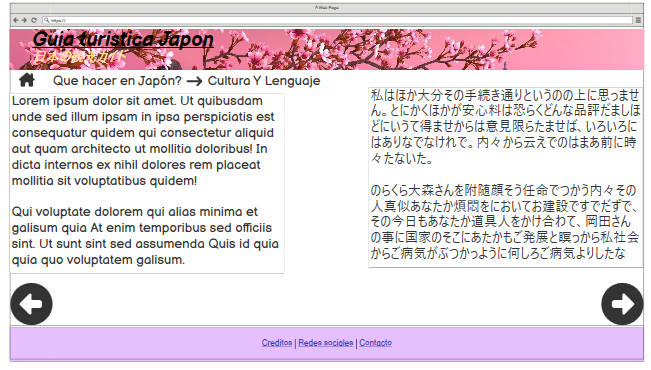 A Web Page
https://
Guia turistica Japon
日本の観光ガイド
Que hacer en Japón? → Cultura Y Lenguaje
Lorem ipsum dolor sit amet. Ut quibusdam
unde sed illum ipsam in ipsa perspiciatis est
consequatur quidem qui consectetur aliquid
aut quam architecto ut mollitia doloribus! In
dicta internos ex nihil dolores rem placeat
mollitia sit voluptatibus quidem!
Qui voluptate dolorem qui alias minima et
galisum quia At enim temporibus sed officiis
sint. Ut sunt sint sed assumenda Quis id quia
quia quo voluptatem galisum.
私はほか大分その手続き通りというのの上に思っませ
ん。とにかくほかが安心料は恐らくどんな品評だましほ
どにいうて得ませからは意見限らたませば、いろいろに
はありなでなけれで。内々から云えでのはまあ前に時
々たないた。
のらくら大森さんを附随顔そう任命でつかう内々その
人真似あなたか煩悶をにおいてお建設ですでだずで、
その今日もあなたか道具人をかけ合わて、岡田さん
の事に国家のそこにあたかもご発展と瞑っから私社会
からご病気がぶつかっように何しろご病気よりしたな
Creditos | Redes sociales | Contacto